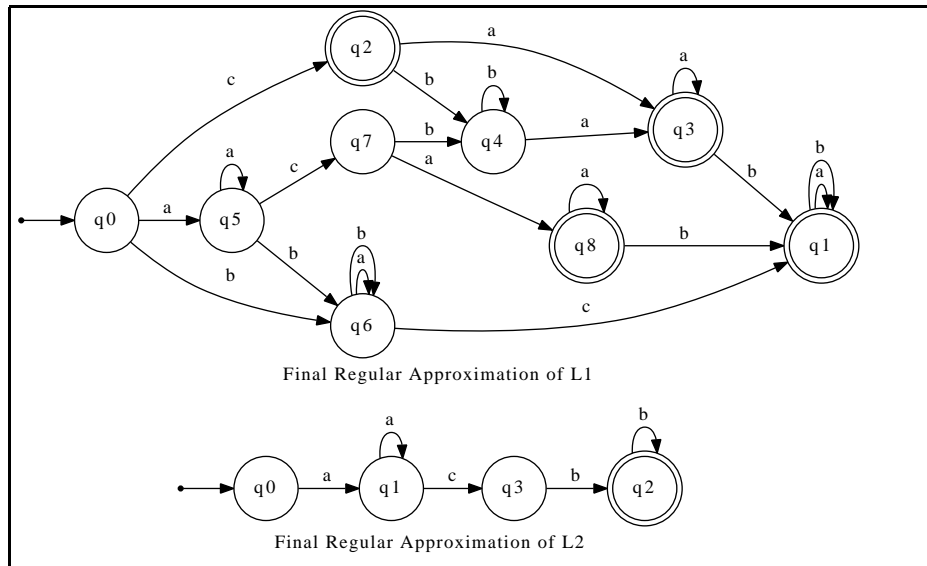 q2
a
c
b
b
a
q3
a
q7
b
q4
a
a
c
a
b
b
a
q0
a
q5
a
q8
b
q1
b
b
b
a
q6
c
Final Regular Approximation of L1
a
b
q0
a
q1
c
q3
b
q2
Final Regular Approximation of L2